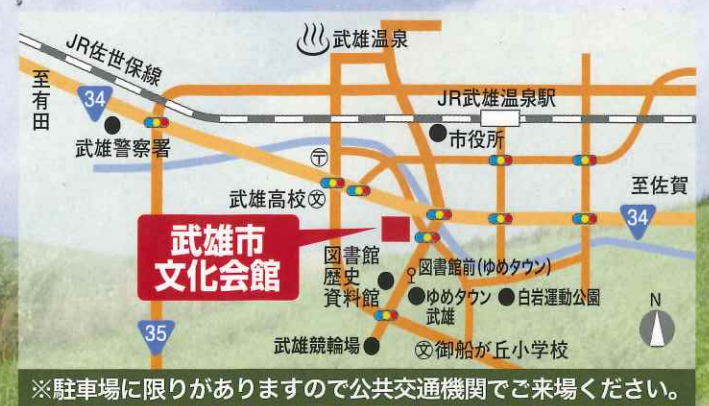 武雄温泉
JR佐世保線
至有田
34
JR武雄温泉駅
武雄警察署
市役所
〒
武雄高校
文
至佐賀
34
武雄市
文化会館
図書館
歴史
資料館
図書館前(ゆめタウン)
ゆめタウン
武雄
白岩運動公園
N
35
武雄競輪場
文
御船が丘小学校
※駐車場に限りがありますので公共交通機関でご来場ください。